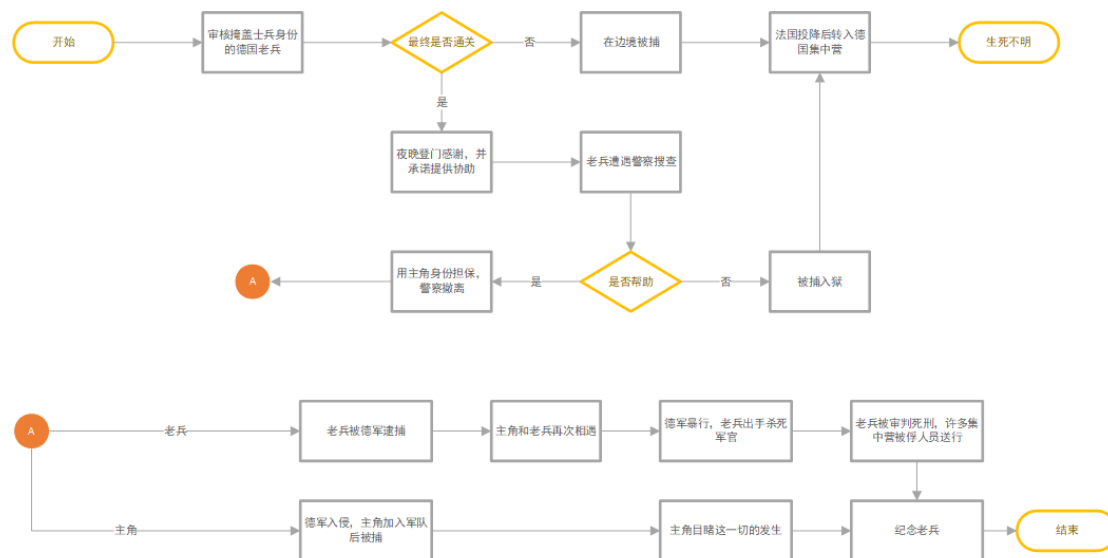 开始
审核掩盖士兵身份
的德国老兵
最终是否通关
否
在边境被捕
法国投降后转入德
国集中营
生死不明
是
夜晚登门感谢，并
承诺提供协助
老兵遭遇警察搜查
A
用主角身份担保，
警察撤离
是
是否帮助
否
被捕入狱
A
老兵
老兵被德军逮捕
主角和老兵再次相遇
德军暴行，老兵出手杀死
军官
老兵被审判死刑，许多集
中营被俘人员送行
主角
德军入侵，主角加入军队
后被捕
主角目睹这一切的发生
纪念老兵
结束